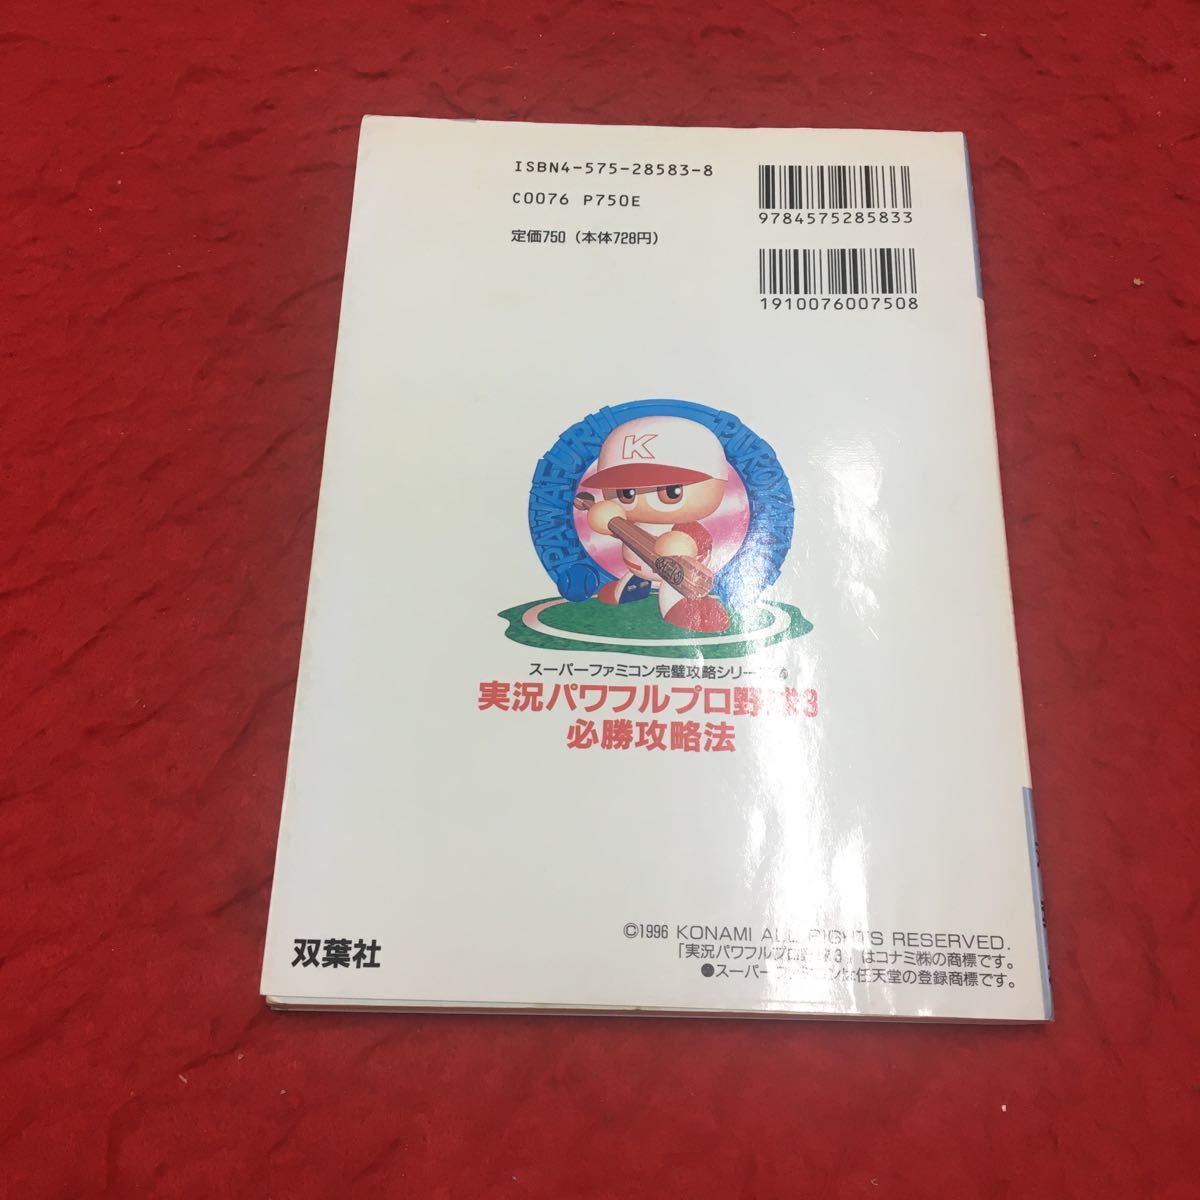 ISBN4-575-28583-8
C0076 P750E
定価750(本体728円)
9784575285833
1910076007508
PAWAFURU
K
スーパーファミコン完璧攻略シリー
実況パワフルプロ野球3
必勝攻略法
双葉社
©1996 KONAMI ALL RIGHTS RESERVED.
「実況パワフルプロ野球3」はコナミ㈱の商標です。
●スーパーファミコンは任天堂の登録商標です。